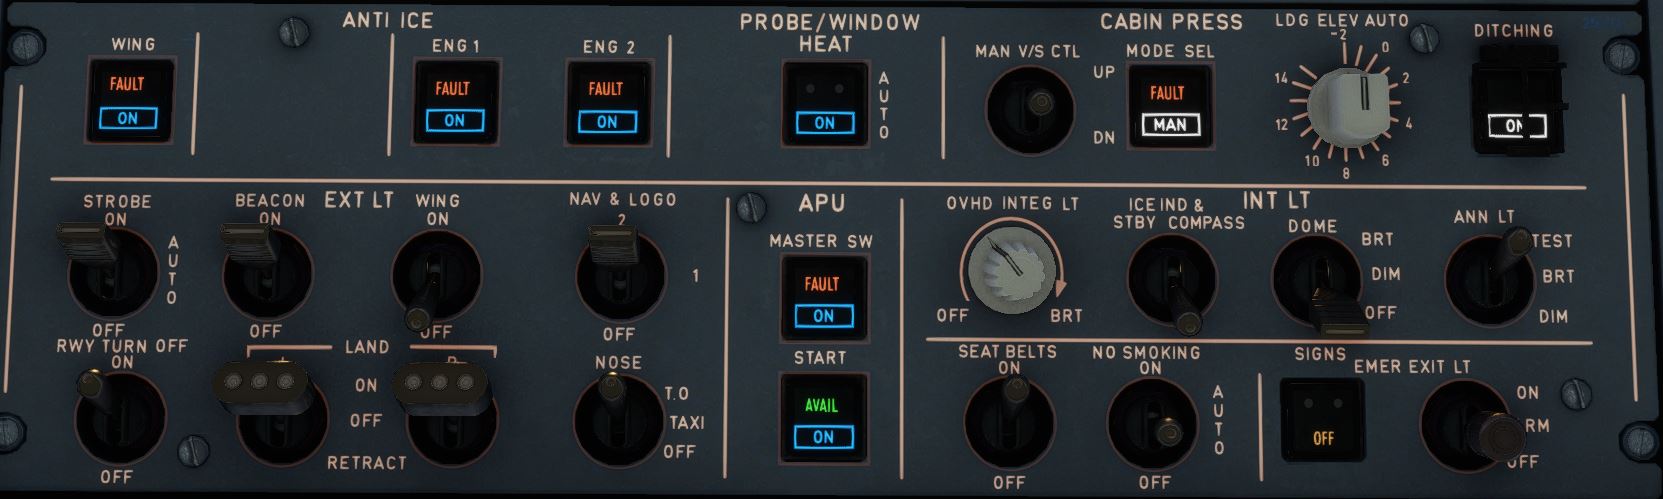 ANTI ICE
PROBE/WINDOW
HEAT
CABIN PRESS
LDG ELEV AUTO
DITCHING
WING
ENG 1
ENG 2
MAN V/S CTL
MODE SEL
-2
0
2
4
6
8
10
12
14
UP
DN
FAULT
ON
FAULT
ON
FAULT
ON
ON
AUTO
FAULT
MAN
ON
STROBE
ON
AUTO
OFF
BEACON
ON
OFF
EXT LT
WING
ON
OFF
NAV & LOGO
2
1
OFF
APU
MASTER SW
FAULT
ON
START
AVAIL
ON
OVHD INTEG LT
OFF
BRT
ICE IND &
STBY COMPASS
INT LT
DOME
BRT
DIM
OFF
ANN LT
TEST
BRT
DIM
RWY TURN OFF
ON
OFF
LAND
ON
OFF
RETRACT
NOSE
T.O
TAXI
OFF
SEAT BELTS
ON
OFF
NO SMOKING
ON
AUTO
OFF
SIGNS
EMER EXIT LT
OFF
ON
RM
OFF